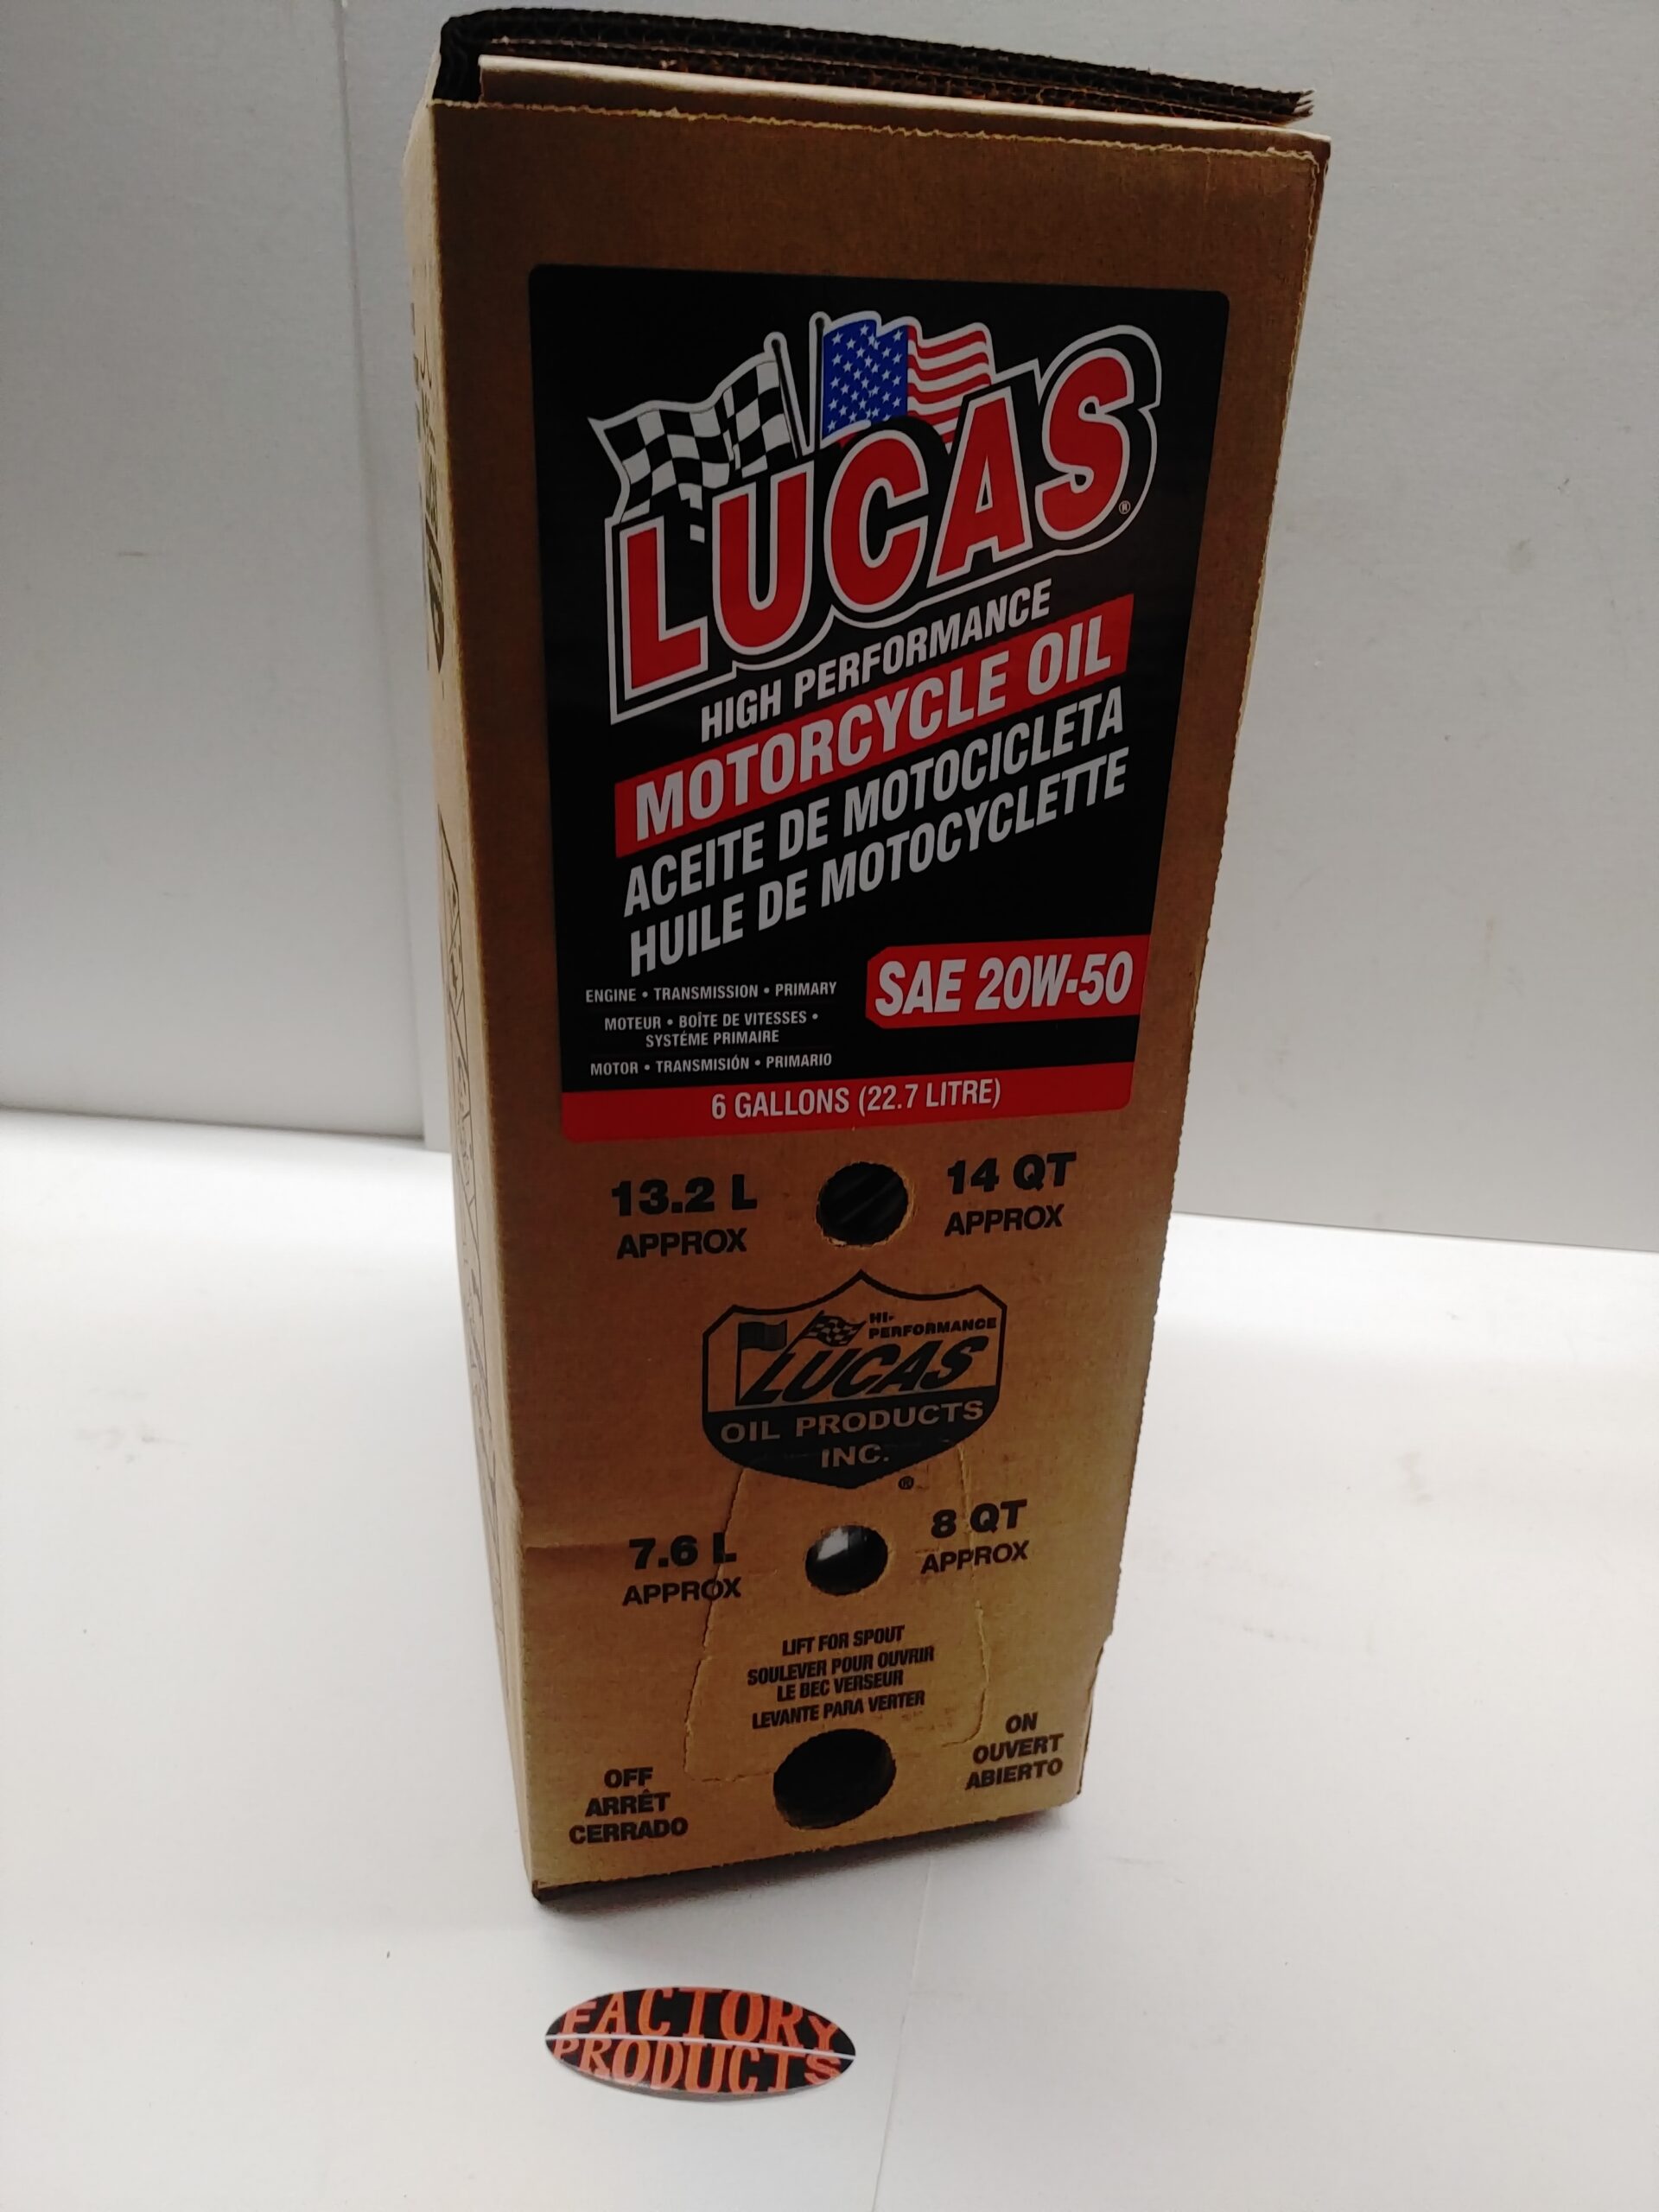 LUCAS®
HIGH PERFORMANCE
MOTORCYCLE OIL
ACEITE DE MOTOCICLETA
HUILE DE MOTOCYCLETTE
SAE 20W-50
ENGINE • TRANSMISSION • PRIMARY
MOTEUR • BOÎTE DE VITESSES •
SYSTÉME PRIMAIRE
MOTOR • TRANSMISIÓN • PRIMARIO
6 GALLONS (22.7 LITRE)
13.2 L
APPROX
14 QT
APPROX
HI-
PERFORMANCE
LUCAS
OIL PRODUCTS
INC.
®
7.6 L
APPROX
8 QT
APPROX
LIFT FOR SPOUT
SOULEVER POUR OUVRIR
LE BEC VERSEUR
LEVANTE PARA VERTER
OFF
ARRÊT
CERRADO
ON
OUVERT
ABIERTO
FACTORY
PRODUCTS